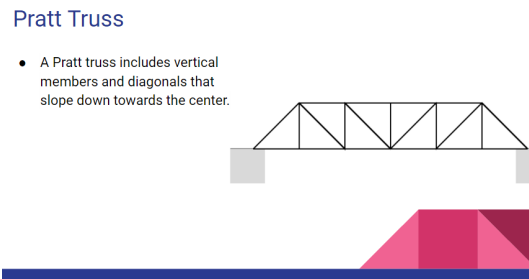 Pratt Truss
● A Pratt truss includes vertical
members and diagonals that
slope down towards the center.